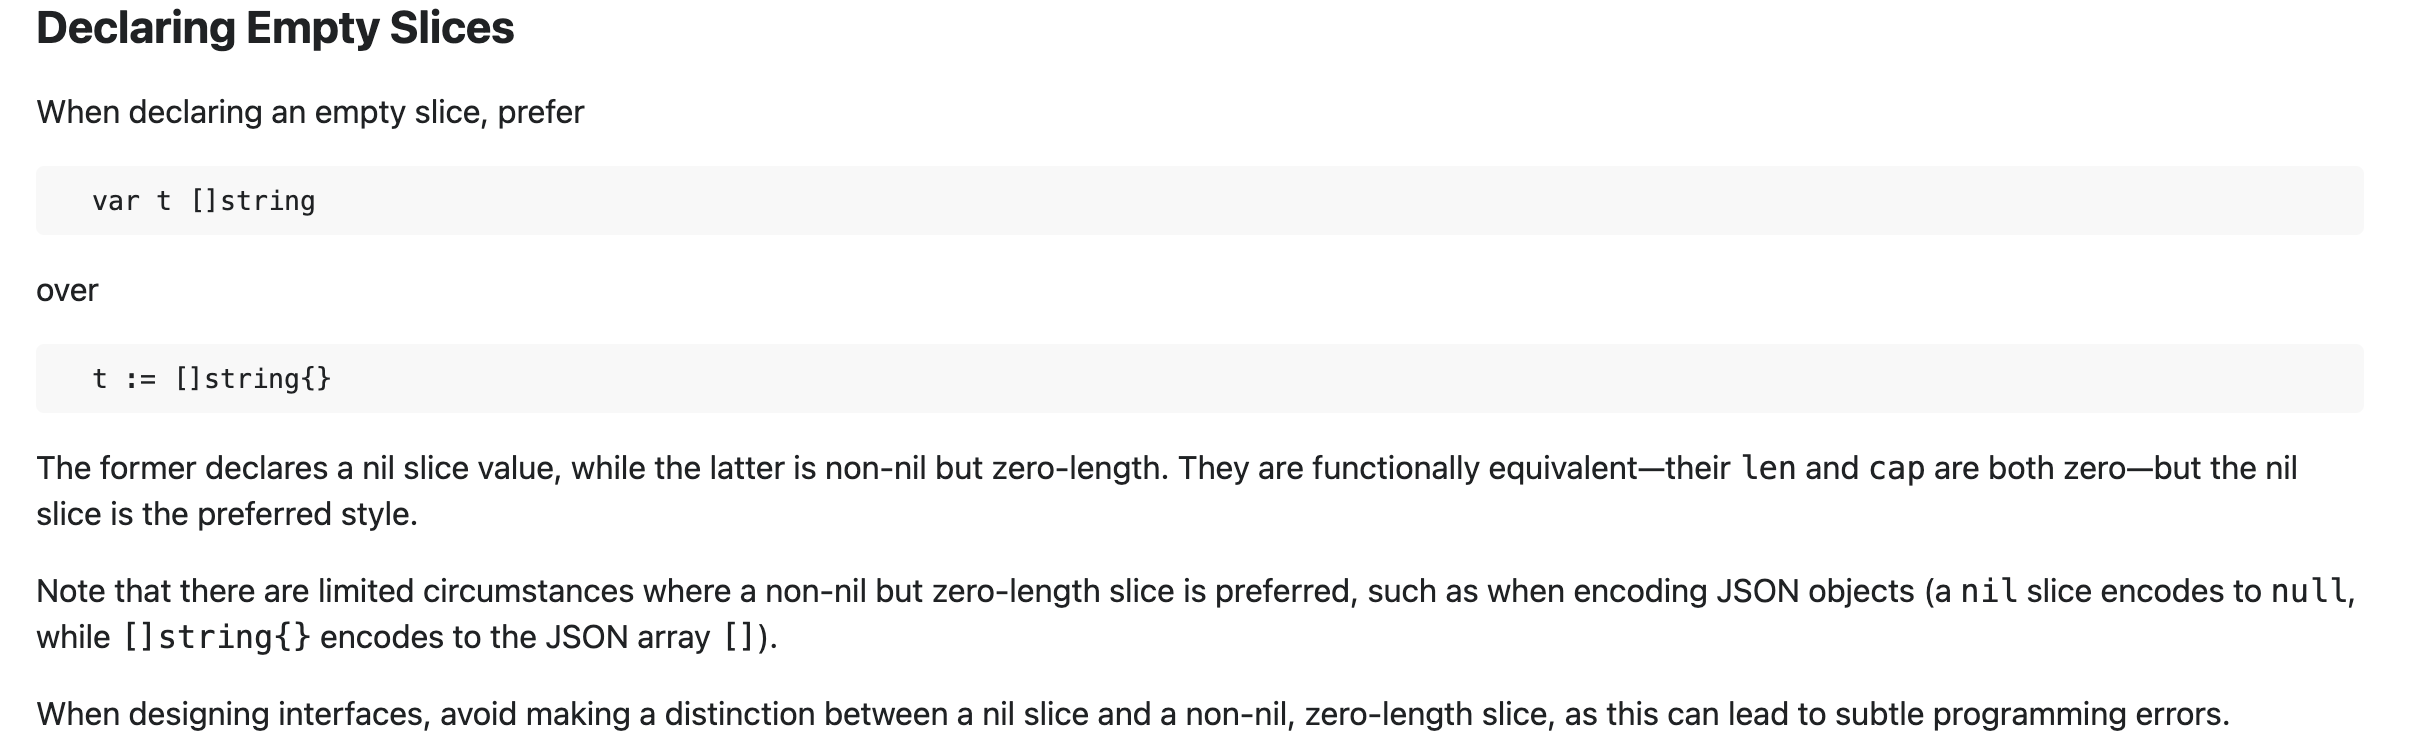 Declaring Empty Slices
When declaring an empty slice, prefer
var t []string
over
t := []string{}
The former declares a nil slice value, while the latter is non-nil but zero-length. They are functionally equivalent—their len and cap are both zero—but the nil
slice is the preferred style.
Note that there are limited circumstances where a non-nil but zero-length slice is preferred, such as when encoding JSON objects (a nil slice encodes to null,
while []string{} encodes to the JSON array []).
When designing interfaces, avoid making a distinction between a nil slice and a non-nil, zero-length slice, as this can lead to subtle programming errors.